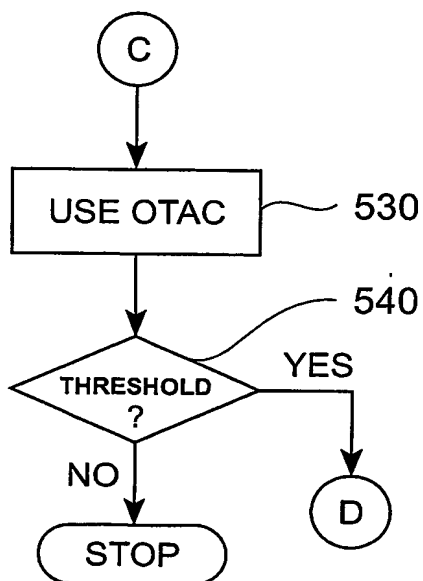 C
USE OTAC
530
540
THRESHOLD
?
YES
NO
D
STOP